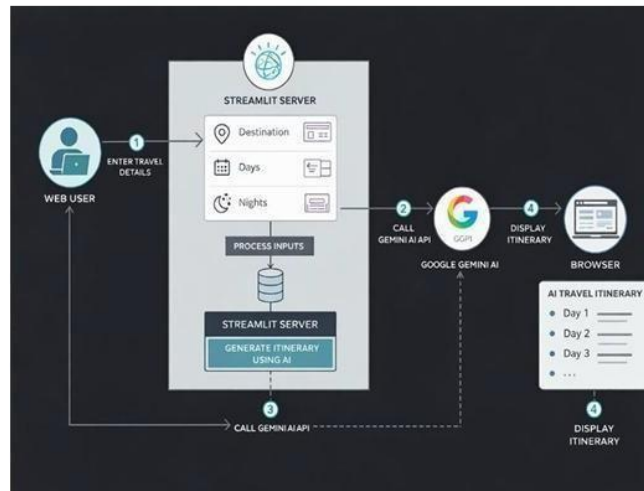 STREAMLIT SERVER
Destination
Days
Nights
1
ENTER TRAVEL
DETAILS
WEB USER
PROCESS INPUTS
STREAMLIT SERVER
GENERATE ITINERARY
USING AI
2
CALL
GEMINI AI API
GGP1
GOOGLE GEMINI AI
4
DISPLAY
ITINERARY
BROWSER
AI TRAVEL ITINERARY
Day 1
Day 2
Day 3
...
3
CALL GEMINI AI API
4
DISPLAY
ITINERARY